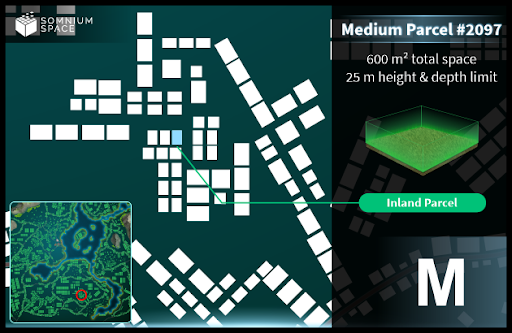 SOMNIUM
SPACE
Medium Parcel #2097
600 m² total space
25 m height & depth limit
Inland Parcel
M